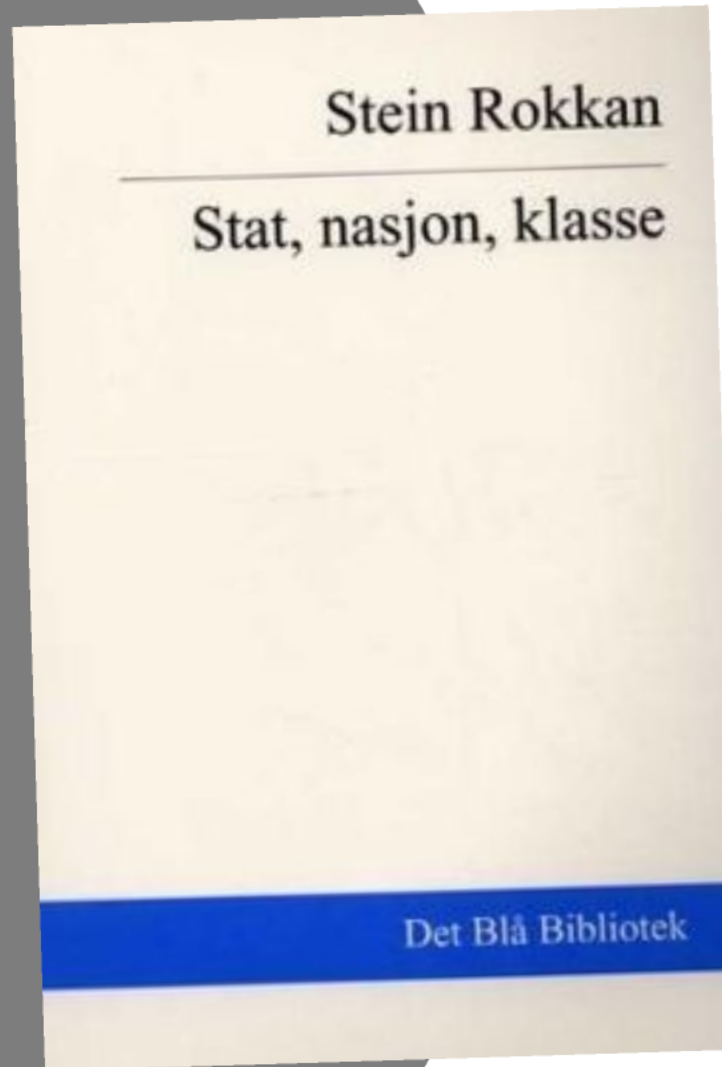 Stein Rokkan
Stat, nasjon, klasse
Det Blå Bibliotek